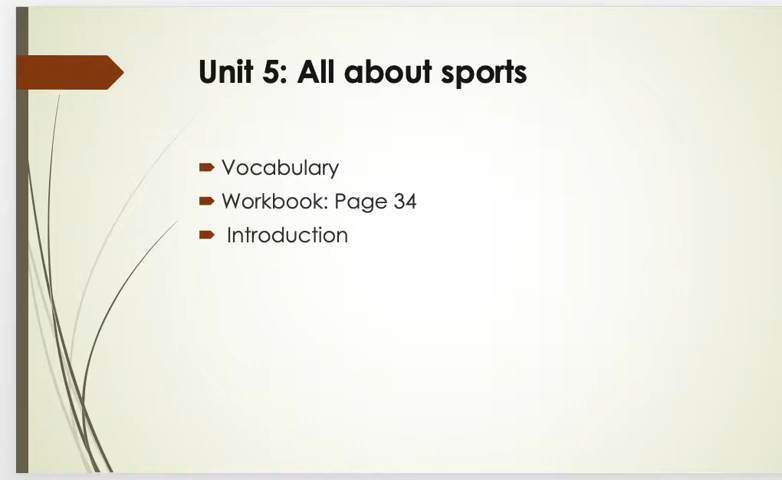 Unit 5: All about sports
Vocabulary
Workbook: Page 34
Introduction